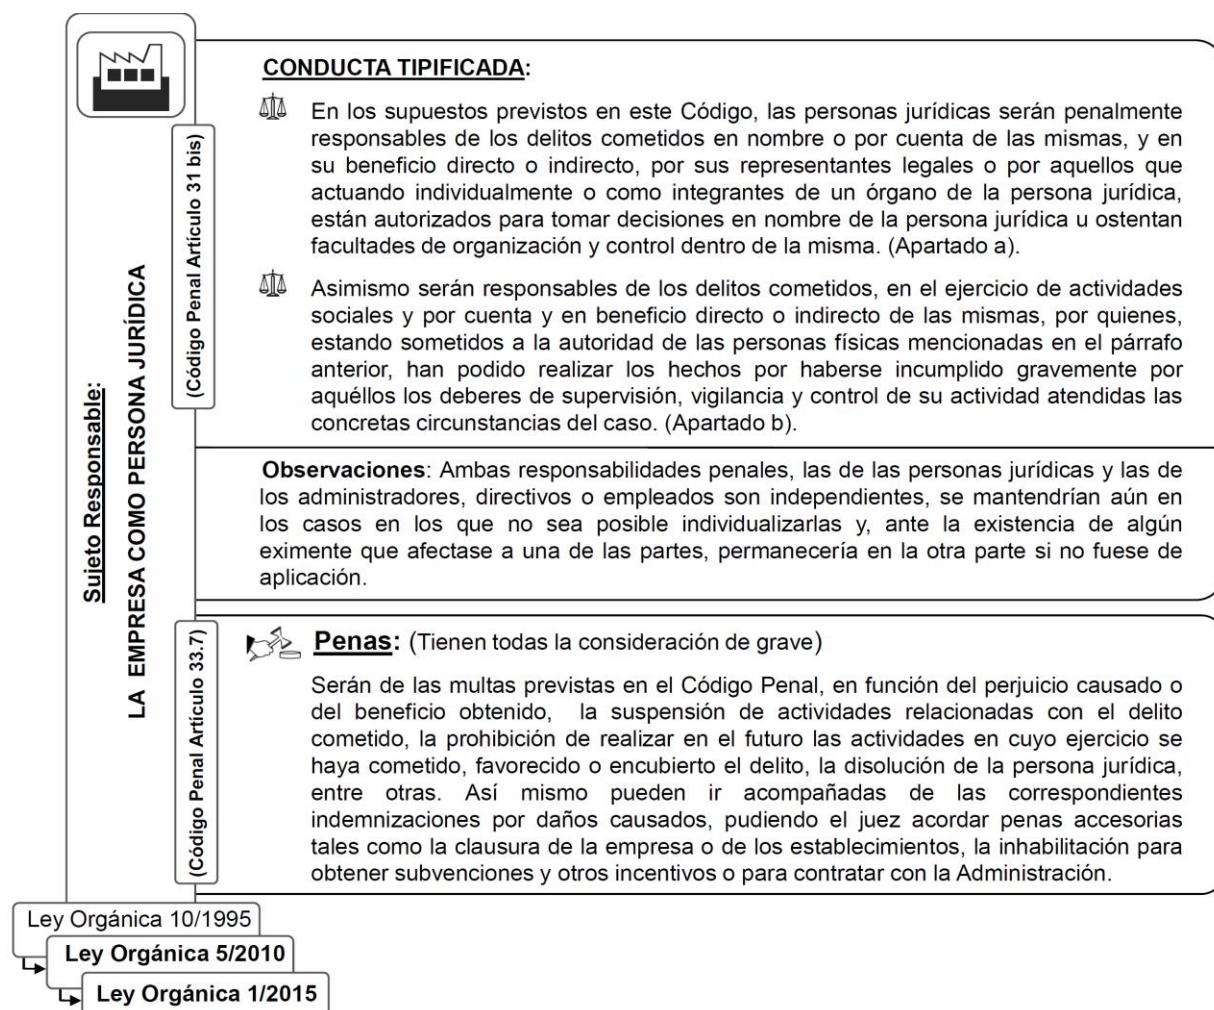 Sujeto Responsable:
LA EMPRESA COMO PERSONA JURÍDICA
(Código Penal Artículo 31 bis)
CONDUCTA TIPIFICADA:
En los supuestos previstos en este Código, las personas jurídicas serán penalmente
responsables de los delitos cometidos en nombre o por cuenta de las mismas, y en
su beneficio directo o indirecto, por sus representantes legales o por aquellos que
actuando individualmente o como integrantes de un órgano de la persona jurídica,
están autorizados para tomar decisiones en nombre de la persona jurídica u ostentan
facultades de organización y control dentro de la misma. (Apartado a).
Asimismo serán responsables de los delitos cometidos, en el ejercicio de actividades
sociales y por cuenta y en beneficio directo o indirecto de las mismas, por quienes,
estando sometidos a la autoridad de las personas físicas mencionadas en el párrafo
anterior, han podido realizar los hechos por haberse incumplido gravemente por
aquéllos los deberes de supervisión, vigilancia y control de su actividad atendidas las
concretas circunstancias del caso. (Apartado b).
Observaciones: Ambas responsabilidades penales, las de las personas jurídicas y las de
los administradores, directivos o empleados son independientes, se mantendrían aún en
los casos en los que no sea posible individualizarlas y, ante la existencia de algún
eximente que afectase a una de las partes, permanecería en la otra parte si no fuese de
aplicación.
(Código Penal Artículo 33.7)
Penas: (Tienen todas la consideración de grave)
Serán de las multas previstas en el Código Penal, en función del perjuicio causado o
del beneficio obtenido, la suspensión de actividades relacionadas con el delito
cometido, la prohibición de realizar en el futuro las actividades en cuyo ejercicio se
haya cometido, favorecido o encubierto el delito, la disolución de la persona jurídica,
entre otras. Así mismo pueden ir acompañadas de las correspondientes
indemnizaciones por daños causados, pudiendo el juez acordar penas accesorias
tales como la clausura de la empresa o de los establecimientos, la inhabilitación para
obtener subvenciones y otros incentivos o para contratar con la Administración.
Ley Orgánica 10/1995
Ley Orgánica 5/2010
Ley Orgánica 1/2015